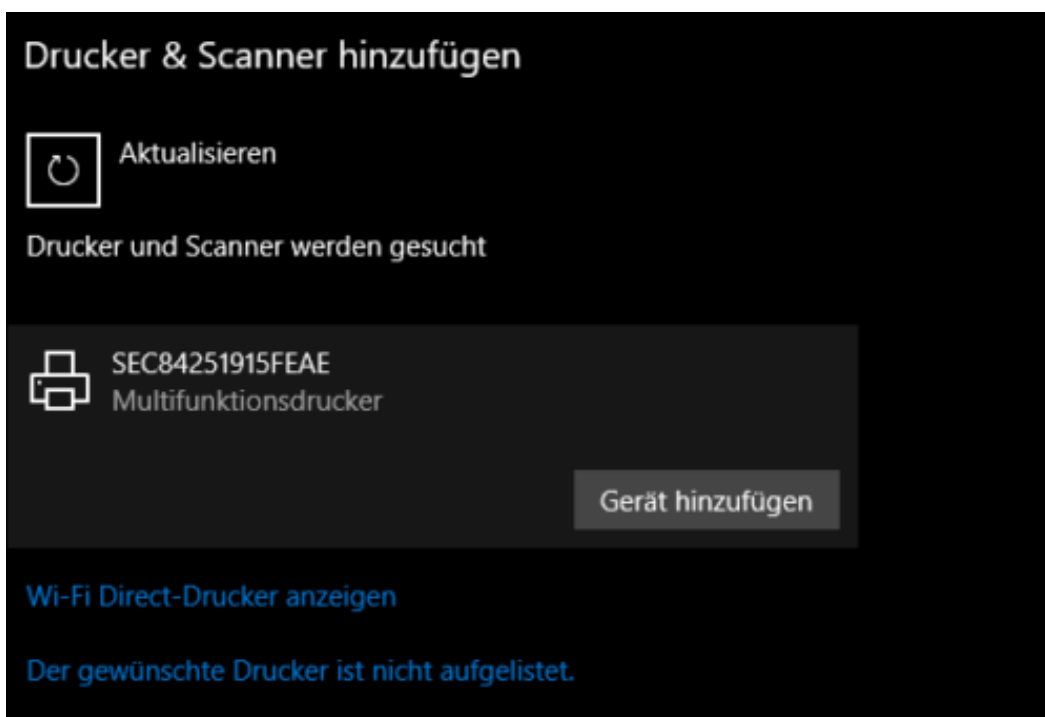 Drucker & Scanner hinzufügen
Aktualisieren
Drucker und Scanner werden gesucht
SEC84251915FEAE
Multifunktionsdrucker
Gerät hinzufügen
Wi-Fi Direct-Drucker anzeigen
Der gewünschte Drucker ist nicht aufgelistet.